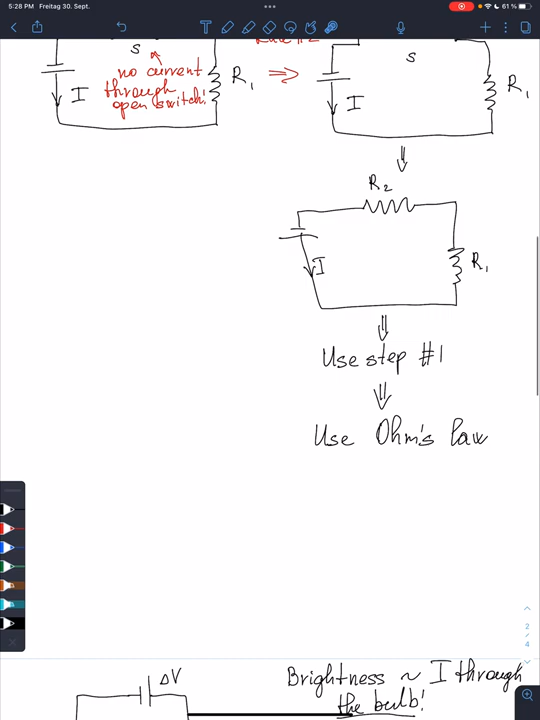 5:28 PM Freitag 30. Sept.
61 %
S
no current
through
open switch!
I
R1
⇒
S
I
R1
⇓
R2
I
R1
⇓
Use step #1
⇓
Use Ohm's law
2
4
ΔV
Brightness ~ I through
the bulb!